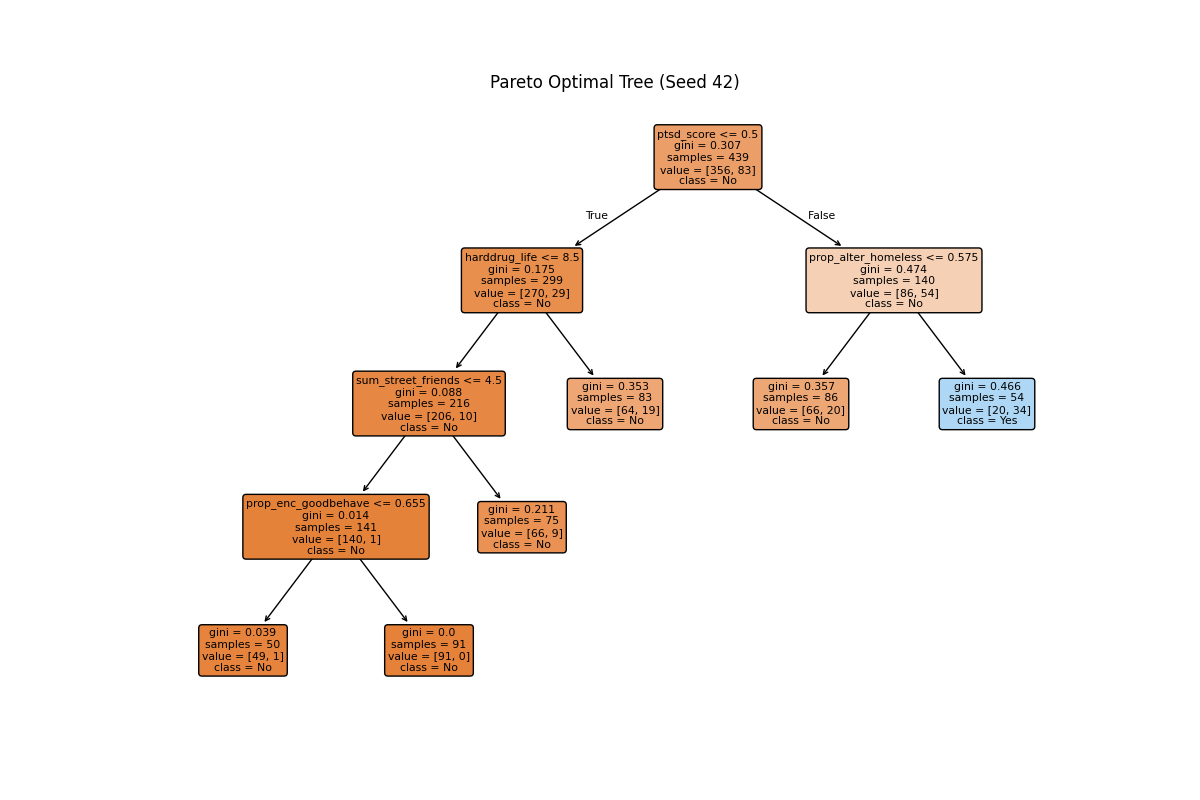 Pareto Optimal Tree (Seed 42)
ptsd_score <= 0.5
gini = 0.307
samples = 439
value = [356, 83]
class = No
True
False
harddrug_life <= 8.5
gini = 0.175
samples = 299
value = [270, 29]
class = No
prop_alter_homeless <= 0.575
gini = 0.474
samples = 140
value = [86, 54]
class = No
sum_street_friends <= 4.5
gini = 0.088
samples = 216
value = [206, 10]
class = No
gini = 0.353
samples = 83
value = [64, 19]
class = No
gini = 0.357
samples = 86
value = [66, 20]
class = No
gini = 0.466
samples = 54
value = [20, 34]
class = Yes
prop_enc_goodbehave <= 0.655
gini = 0.014
samples = 141
value = [140, 1]
class = No
gini = 0.211
samples = 75
value = [66, 9]
class = No
gini = 0.039
samples = 50
value = [49, 1]
class = No
gini = 0.0
samples = 91
value = [91, 0]
class = No